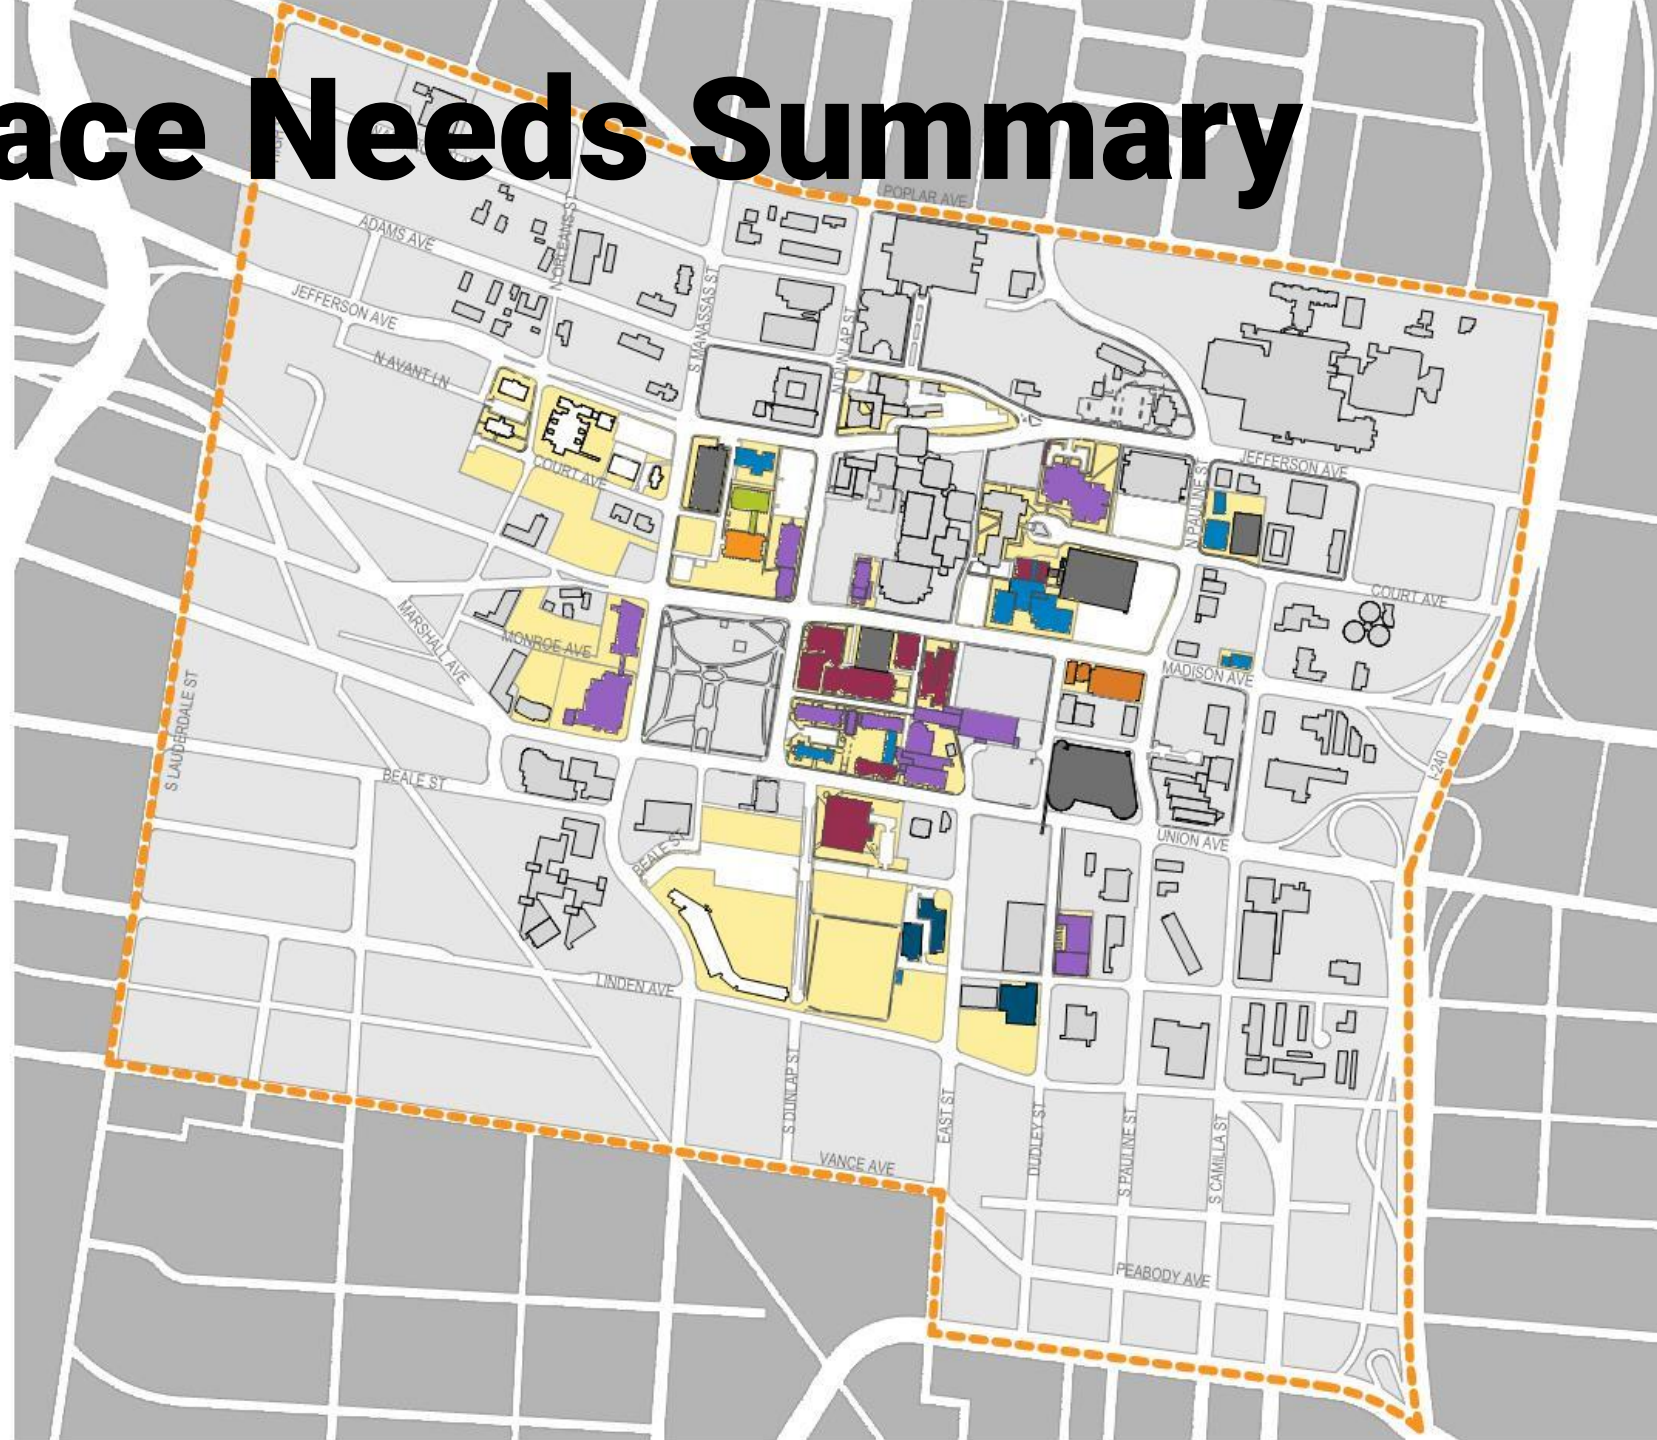 ace Needs Summary
POPLAR AVE
ADAMS AVE
N ORLEANS ST
JEFFERSON AVE
S MANASSAS ST
N DUNLAP ST
N AVANT LN
COURT AVE
JEFFERSON AVE
N PAULINE ST
COURT AVE
MARSHALL AVE
MONROE AVE
MADISON AVE
S LAUDERDALE ST
BEALE ST
I-240
UNION AVE
BEALE ST
LINDEN AVE
S DUNLAP ST
EAST ST
DUDLEY ST
S PAULINE ST
S CAMILLA ST
VANCE AVE
PEABODY AVE